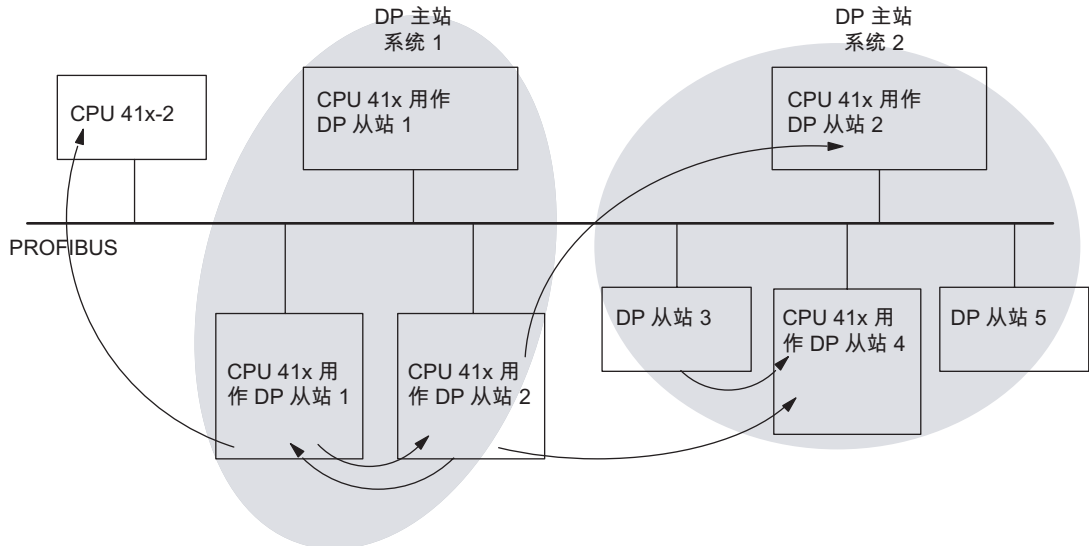 DP 主站
系统 1
DP 主站
系统 2
CPU 41x-2
CPU 41x 用作
DP 从站 1
CPU 41x 用作
DP 从站 2
PROFIBUS
CPU 41x 用
作 DP 从站 1
CPU 41x 用
作 DP 从站 2
DP 从站 3
CPU 41x 用
作 DP 从站 4
DP 从站 5